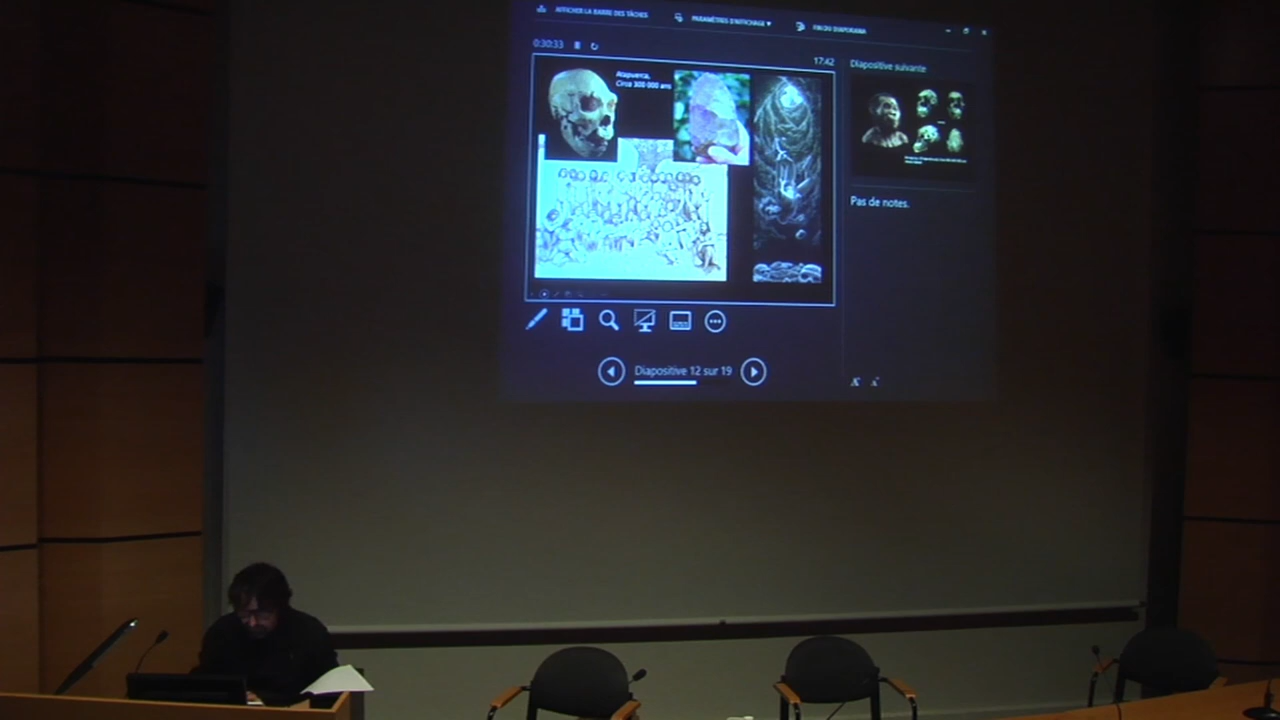 AFFICHER LA BARRE DES TÂCHES
PARAMÈTRES D'AFFICHAGE ▼
FIN DU DIAPORAMA
0:30:33
17:42
Diapositive suivante
Atapuerca,
Circa 300 000 ans
Pas de notes.
Diapositive 12 sur 19